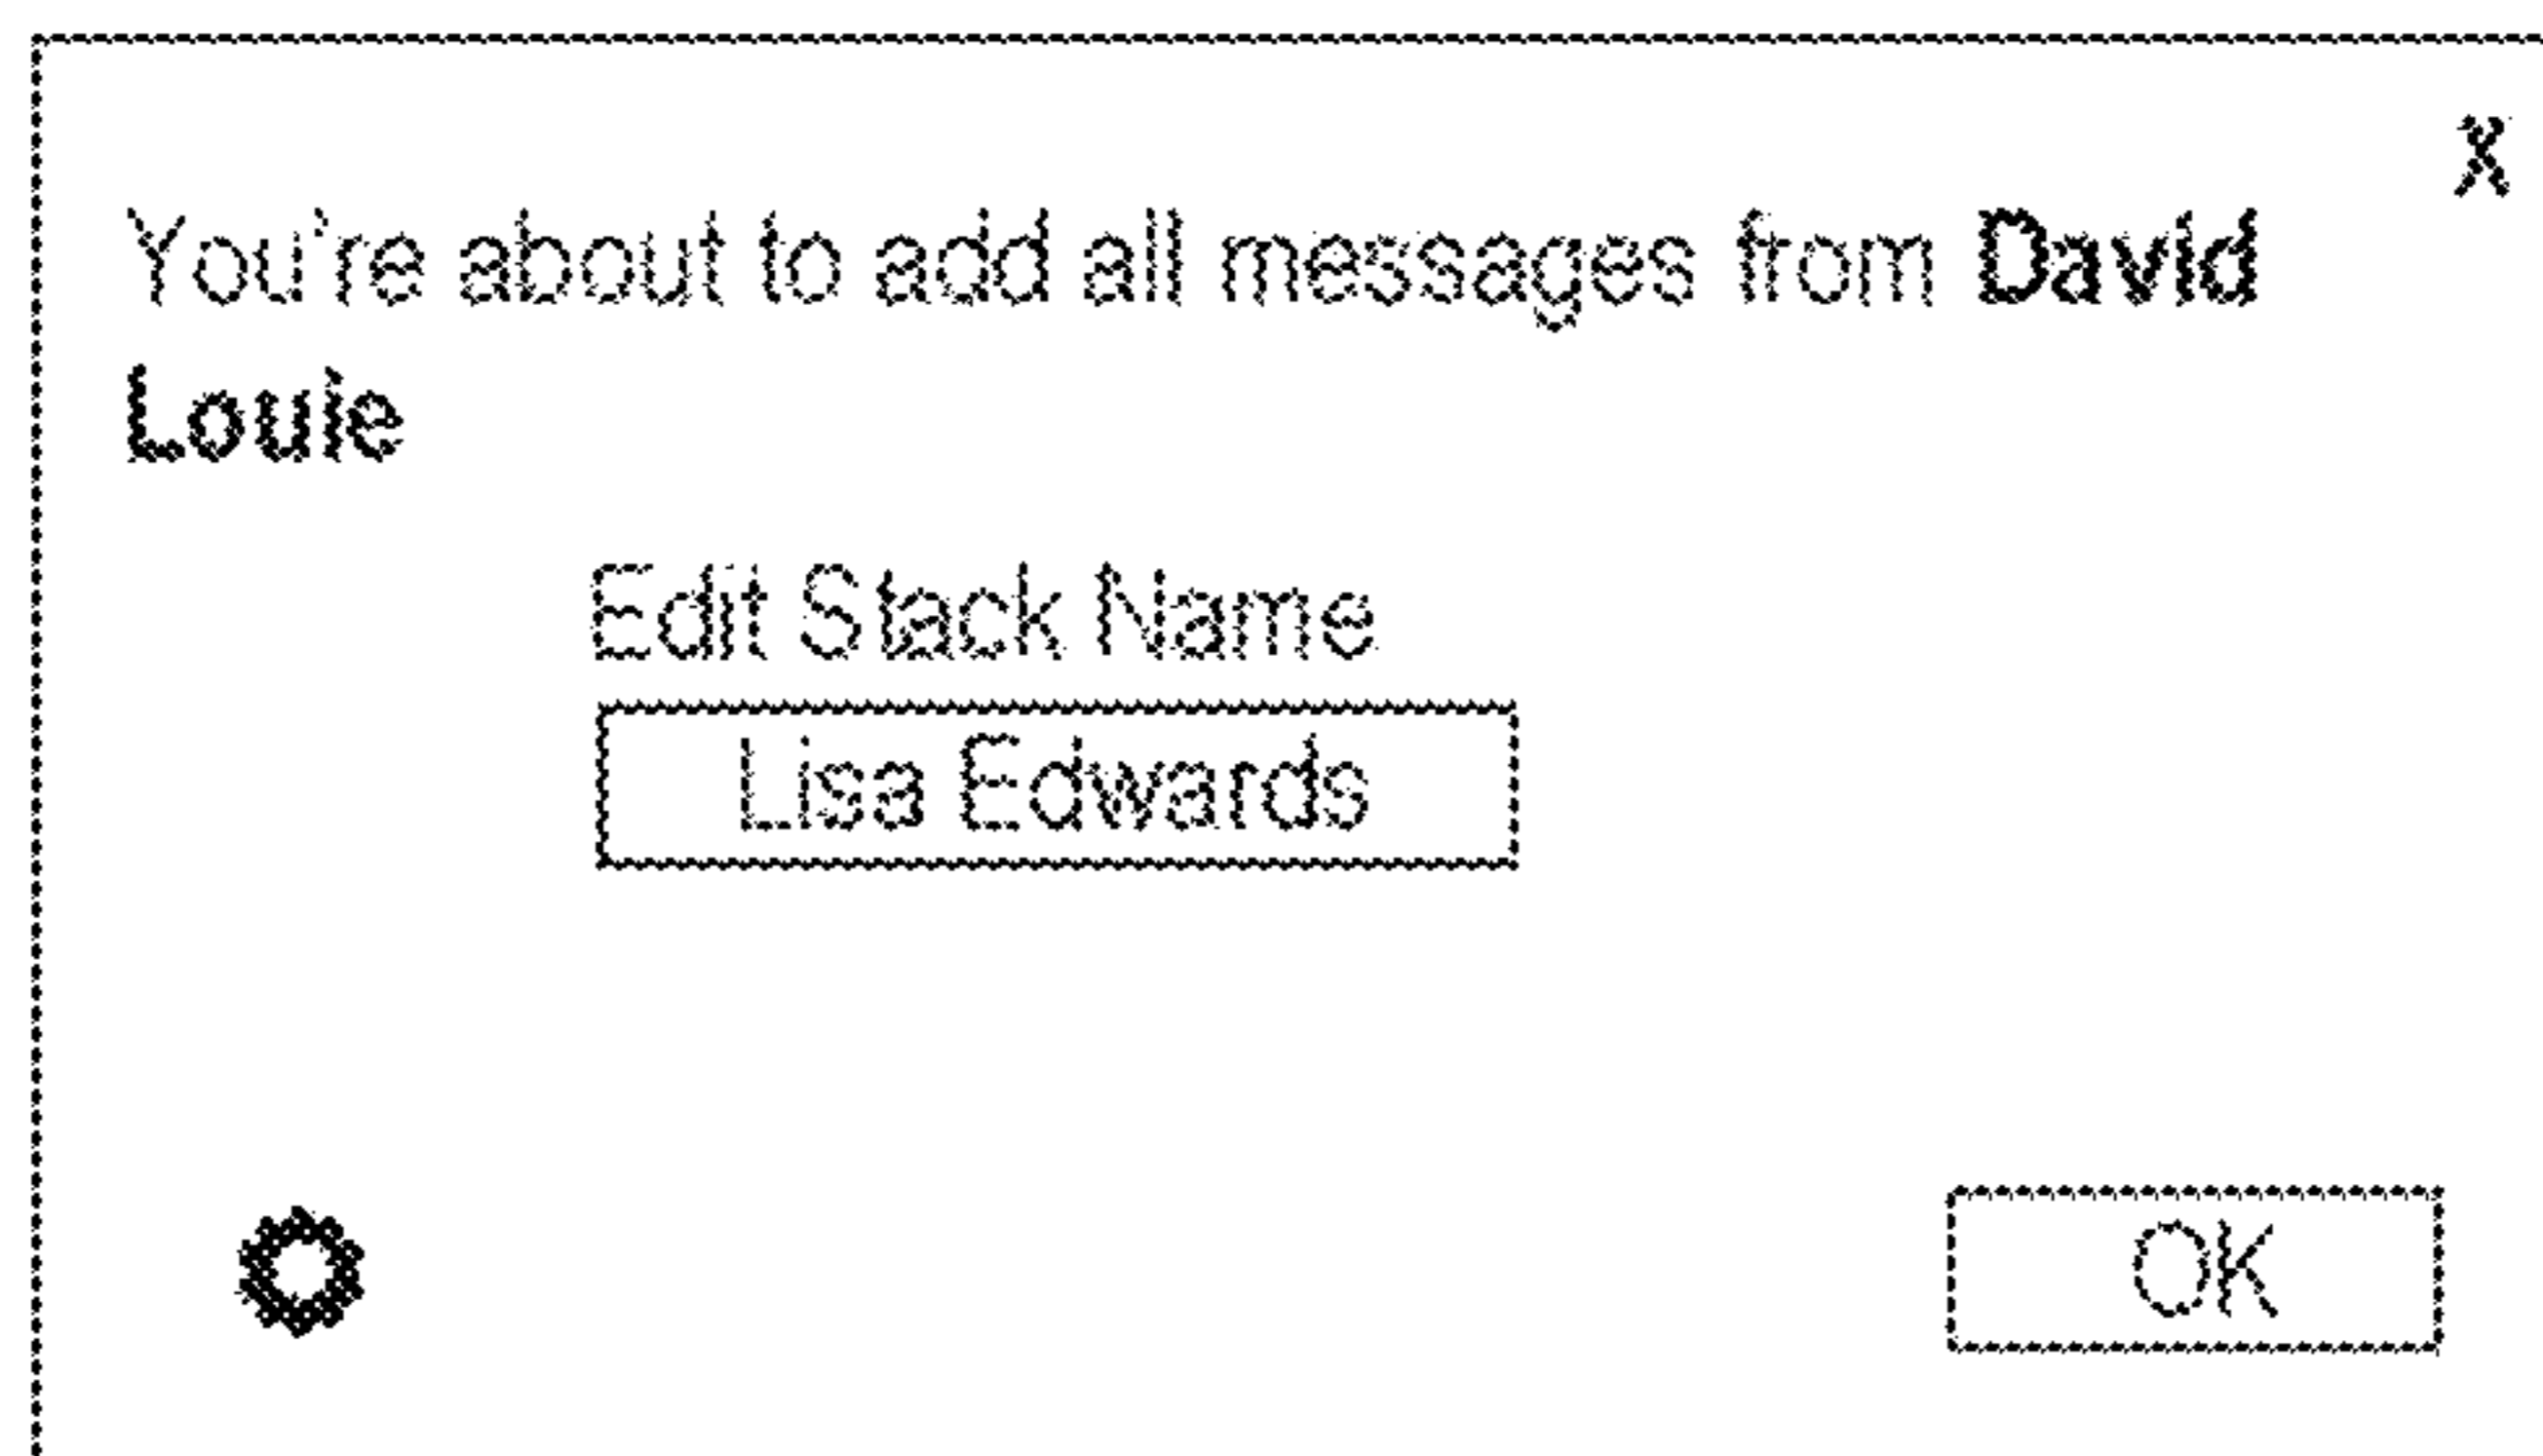 X
You're about to add all messages from David
Louie
Edit Stack Name
Lisa Edwards
OK